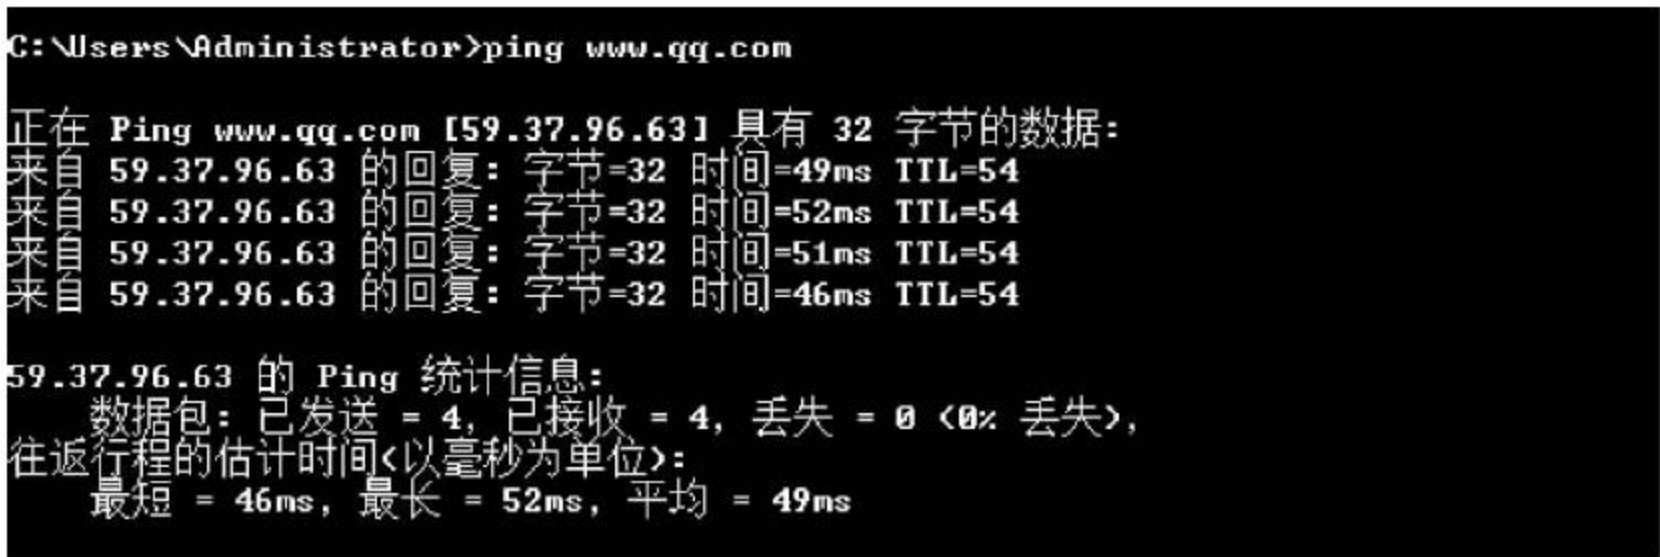 C:\Users\Administrator>ping www.qq.com
正在 Ping www.qq.com [59.37.96.63] 具有 32 字节的数据:
来自 59.37.96.63 的回复: 字节=32 时间=49ms TTL=54
来自 59.37.96.63 的回复: 字节=32 时间=52ms TTL=54
来自 59.37.96.63 的回复: 字节=32 时间=51ms TTL=54
来自 59.37.96.63 的回复: 字节=32 时间=46ms TTL=54
59.37.96.63 的 Ping 统计信息:
数据包: 已发送 = 4, 已接收 = 4, 丢失 = 0 (0% 丢失),
往返行程的估计时间(以毫秒为单位):
最短 = 46ms, 最长 = 52ms, 平均 = 49ms